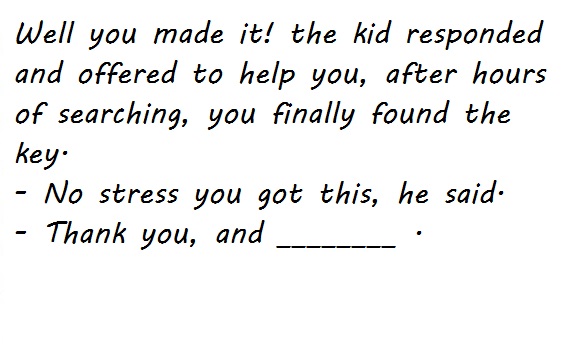 Well you made it! the kid responded
and offered to help you, after hours
of searching, you finally found the
key.
- No stress you got this, he said.
- Thank you, and ________ .